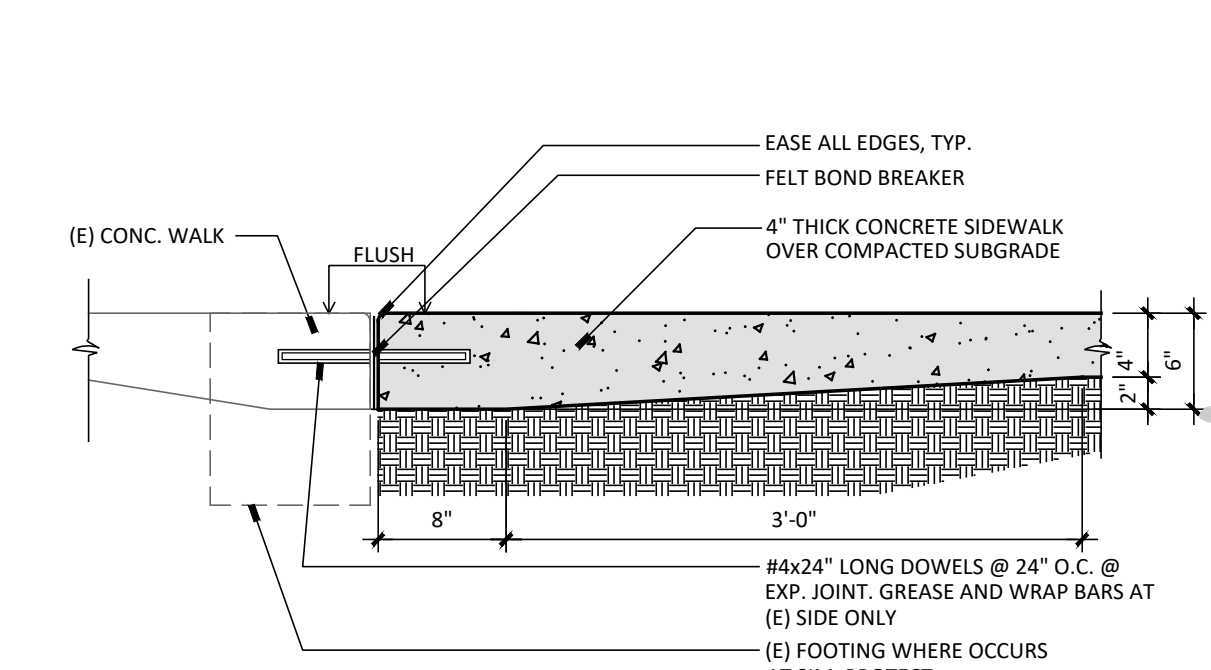 EASE ALL EDGES, TYP.
FELT BOND BREAKER
(E) CONC. WALK
FLUSH
4" THICK CONCRETE SIDEWALK
OVER COMPACTED SUBGRADE
4"
2"
6"
8"
3'-0"
#4x24" LONG DOWELS @ 24" O.C. @
EXP. JOINT. GREASE AND WRAP BARS AT
(E) SIDE ONLY
(E) FOOTING WHERE OCCURS